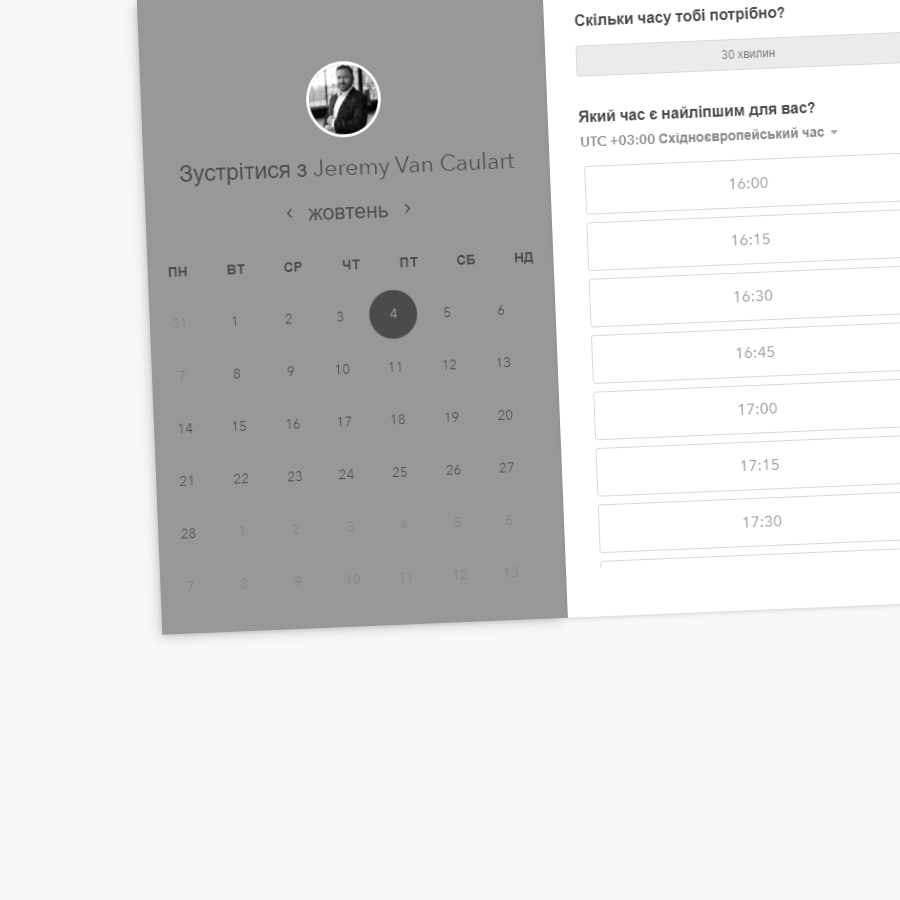 Зустрітися з Jeremy Van Caulart
‹ жовтень ›
ПН ВТ СР ЧТ ПТ СБ НД
31 1 2 3 4 5 6
7 8 9 10 11 12 13
14 15 16 17 18 19 20
21 22 23 24 25 26 27
28 1 2 3 4 5 6
7 8 9 10 11 12 13
Скільки часу тобі потрібно?
30 хвилин
Який час є найліпшим для вас?
UTC +03:00 Східноєвропейський час
16:00
16:15
16:30
16:45
17:00
17:15
17:30